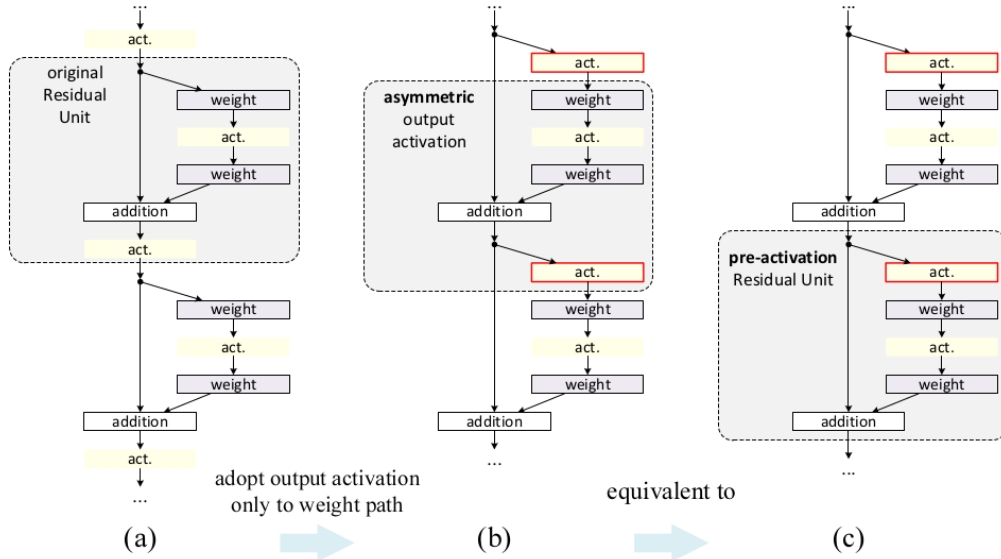 ...
act.
original
Residual
Unit
weight
act.
weight
addition
act.
weight
act.
weight
addition
act.
...
adopt output activation
only to weight path
(a)
...
act.
asymmetric
output
activation
weight
act.
weight
addition
act.
weight
act.
weight
addition
...
equivalent to
(b)
...
act.
weight
act.
weight
addition
pre-activation
Residual Unit
act.
weight
act.
weight
addition
...
(c)